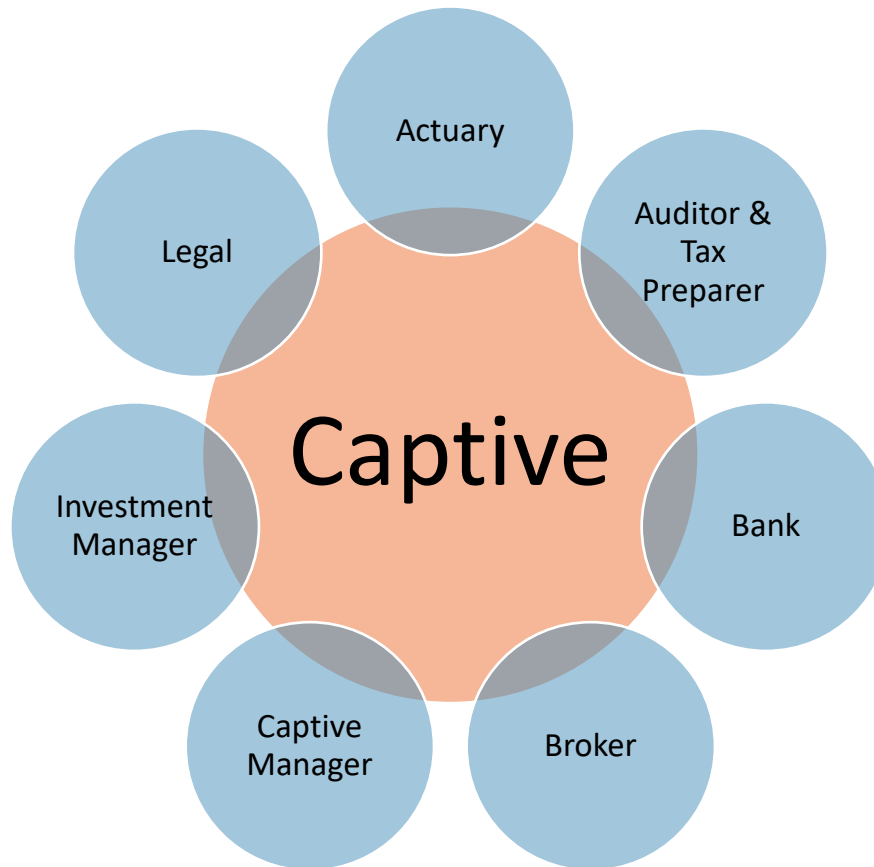 Actuary
Auditor &
Tax
Preparer
Legal
Captive
Investment
Manager
Bank
Captive
Manager
Broker